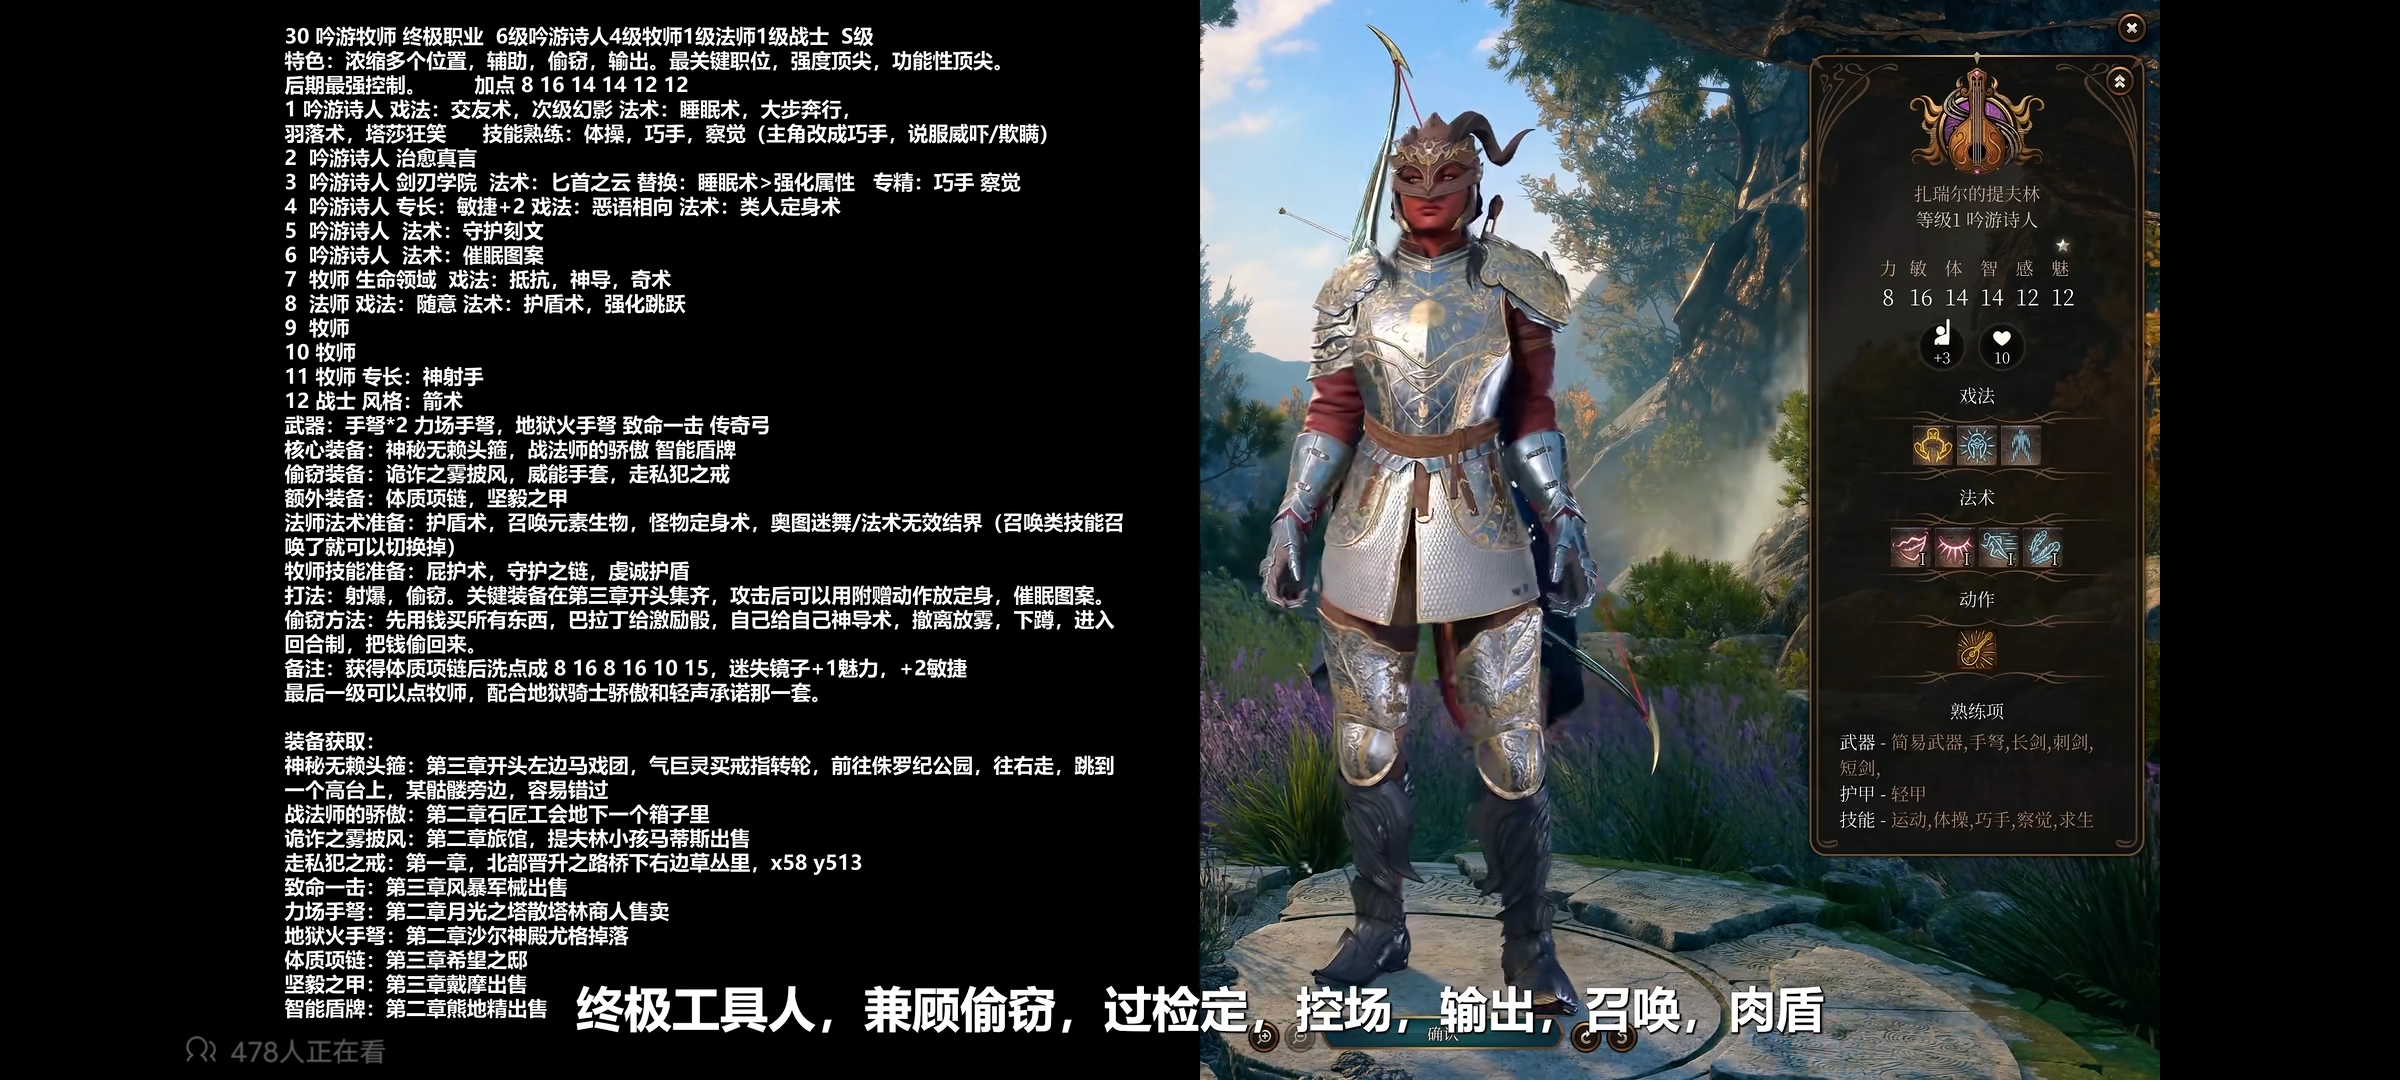 30 吟游牧师 终极职业  6级吟游诗人4级牧师1级法师1级战士  S级
特色：浓缩多个位置，辅助，偷窃，输出。最关键职位，强度顶尖，功能性顶尖。
后期最强控制。        加点 8 16 14 14 12 12
1 吟游诗人 戏法：交友术，次级幻影 法术：睡眠术，大步奔行，
羽落术，塔莎狂笑      技能熟练：体操，巧手，察觉（主角改成巧手，说服威吓/欺瞒）
2  吟游诗人 治愈真言
3  吟游诗人 剑刃学院  法术：匕首之云 替换：睡眠术>强化属性   专精：巧手 察觉
4  吟游诗人 专长：敏捷+2 戏法：恶语相向 法术：类人定身术
5  吟游诗人  法术：守护刻文
6  吟游诗人  法术：催眠图案
7  牧师 生命领域  戏法：抵抗，神导，奇术
8  法师 戏法：随意 法术：护盾术，强化跳跃
9  牧师
10 牧师
11 牧师 专长：神射手
12 战士 风格：箭术
武器：手弩*2 力场手弩，地狱火手弩 致命一击 传奇弓
核心装备：神秘无赖头箍，战法师的骄傲 智能盾牌
偷窃装备：诡诈之雾披风，威能手套，走私犯之戒
额外装备：体质项链，坚毅之甲
法师法术准备：护盾术，召唤元素生物，怪物定身术，奥图迷舞/法术无效结界（召唤类技能召
唤了就可以切换掉）
牧师技能准备：庇护术，守护之链，虔诚护盾
打法：射爆，偷窃。关键装备在第三章开头集齐，攻击后可以用附赠动作放定身，催眠图案。
偷窃方法：先用钱买所有东西，巴拉丁给激励骰，自己给自己神导术，撤离放雾，下蹲，进入
回合制，把钱偷回来。
备注：获得体质项链后洗点成 8 16 8 16 10 15，迷失镜子+1魅力，+2敏捷
最后一级可以点牧师，配合地狱骑士骄傲和轻声承诺那一套。
装备获取：
神秘无赖头箍：第三章开头左边马戏团，气巨灵买戒指转轮，前往侏罗纪公园，往右走，跳到
一个高台上，某骷髅旁边，容易错过
战法师的骄傲：第二章石匠工会地下一个箱子里
诡诈之雾披风：第二章旅馆，提夫林小孩马蒂斯出售
走私犯之戒：第一章，北部晋升之路桥下右边草丛里，x58 y513
致命一击：第三章风暴军械出售
力场手弩：第二章月光之塔散塔林商人售卖
地狱火手弩：第二章沙尔神殿尤格掉落
体质项链：第三章希望之邸
坚毅之甲：第三章戴摩出售
智能盾牌：第二章熊地精出售
终极工具人，兼顾偷窃，过检定，控场，输出，召唤，肉盾
478人正在看
扎瑞尔的提夫林
等级1 吟游诗人
力 敏 体 智 感 魅
8 16 14 14 12 12
+3 10
戏法
法术
I I I I
动作
熟练项
武器 - 简易武器,手弩,长剑,刺剑,
短剑,
护甲 - 轻甲
技能 - 运动,体操,巧手,察觉,求生
确认